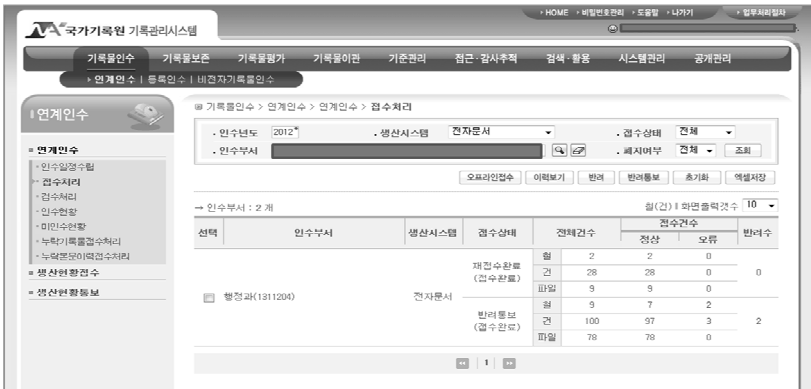 HOME 비밀번호관리 도움말 나가기 업무처리절차
국가기록원 기록관리시스템
기록물인수 기록물보존 기록물평가 기록물이관 기준관리 접근·감사추적 검색·활용 시스템관리 공개관리
연계인수 | 등록인수 | 비전자기록물인수
연계인수
기록물인수 > 연계인수 > 연계인수 > 접수처리
인수년도 2012* 생산시스템 전자문서 접수상태 전체
인수부서 폐지여부 전체 조회
오프라인접수 이력보기 반려 반려통보 초기화 엑셀저장
연계인수
인수일정수립
접수처리
검수처리
인수현황
미인수현황
누락기록물접수처리
누락본문이력접수처리
생산현황접수
생산현황통보
→ 인수부서 : 2 개 철(건) 화면출력갯수 10
선택 인수부서 생산시스템 접수상태 전체건수 접수건수 반려수
정상 오류
행정과(1311204) 전자문서
재접수완료
(접수완료)
철 2 2 0
건 28 28 0 0
파일 9 9 0
반려통보
(접수완료)
철 9 7 2
건 100 97 3 2
파일 78 78 0
1